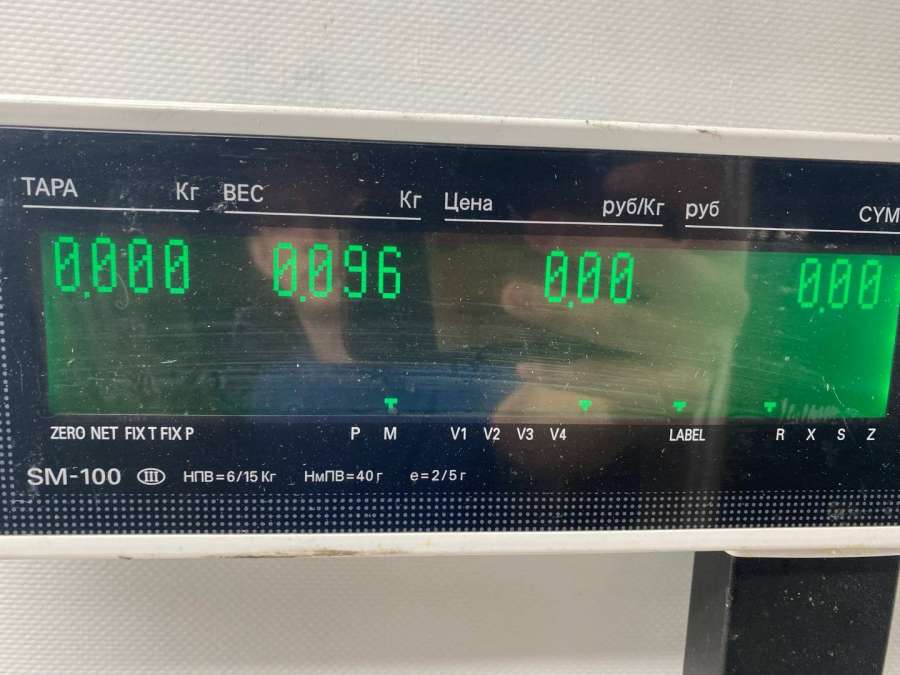 ТАРА Кг ВЕС Кг Цена руб/Кг руб СУМ
0.000 0.096 0.00 0.00
ZERO NET FIX T FIX P P M V1 V2 V3 V4 LABEL R X S Z
SM-100 III НПВ=6/15 Кг НмПВ=40 г е=2/5 г